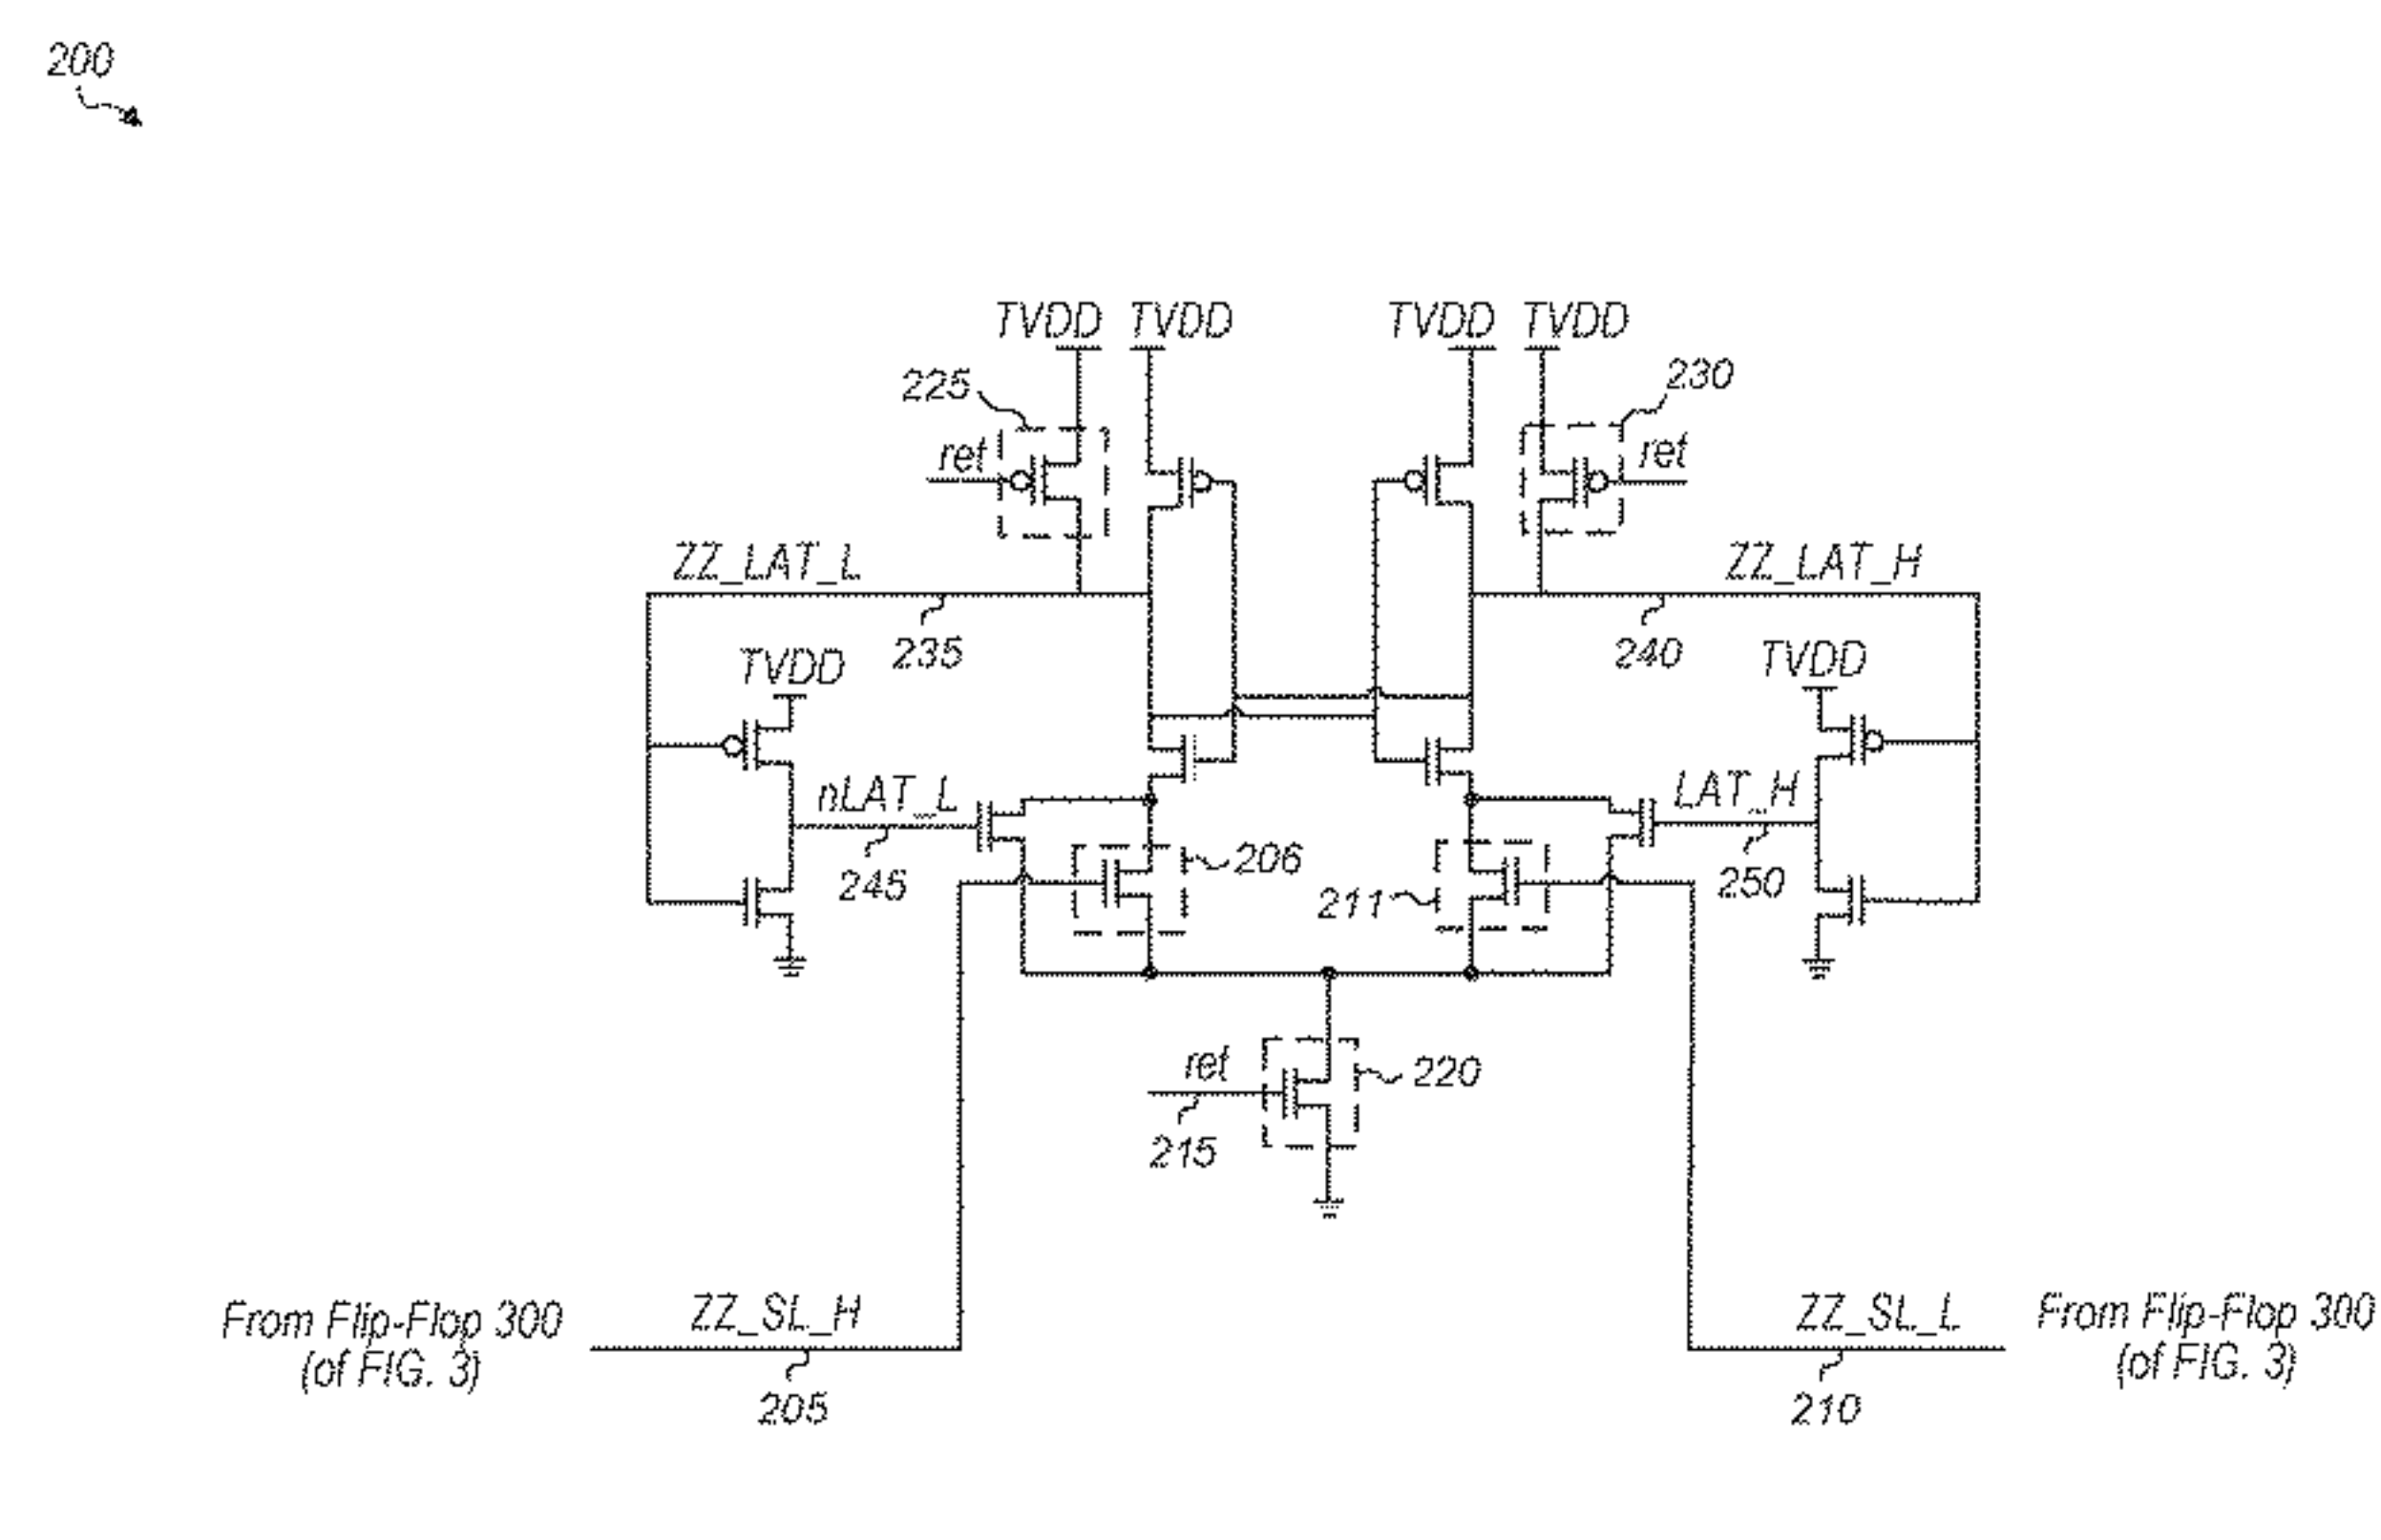 200
TVDD TVDD TVDD TVDD
225 230
ret ret
ZZ_LAT_L ZZ_LAT_H
235 240
TVDD TVDD
nLAT_L LAT_H
245 206 211 250
ret 220
215
ZZ_SL_H ZZ_SL_L
From Flip-Flop 300 From Flip-Flop 300
(of FIG. 3) (of FIG. 3)
205 210